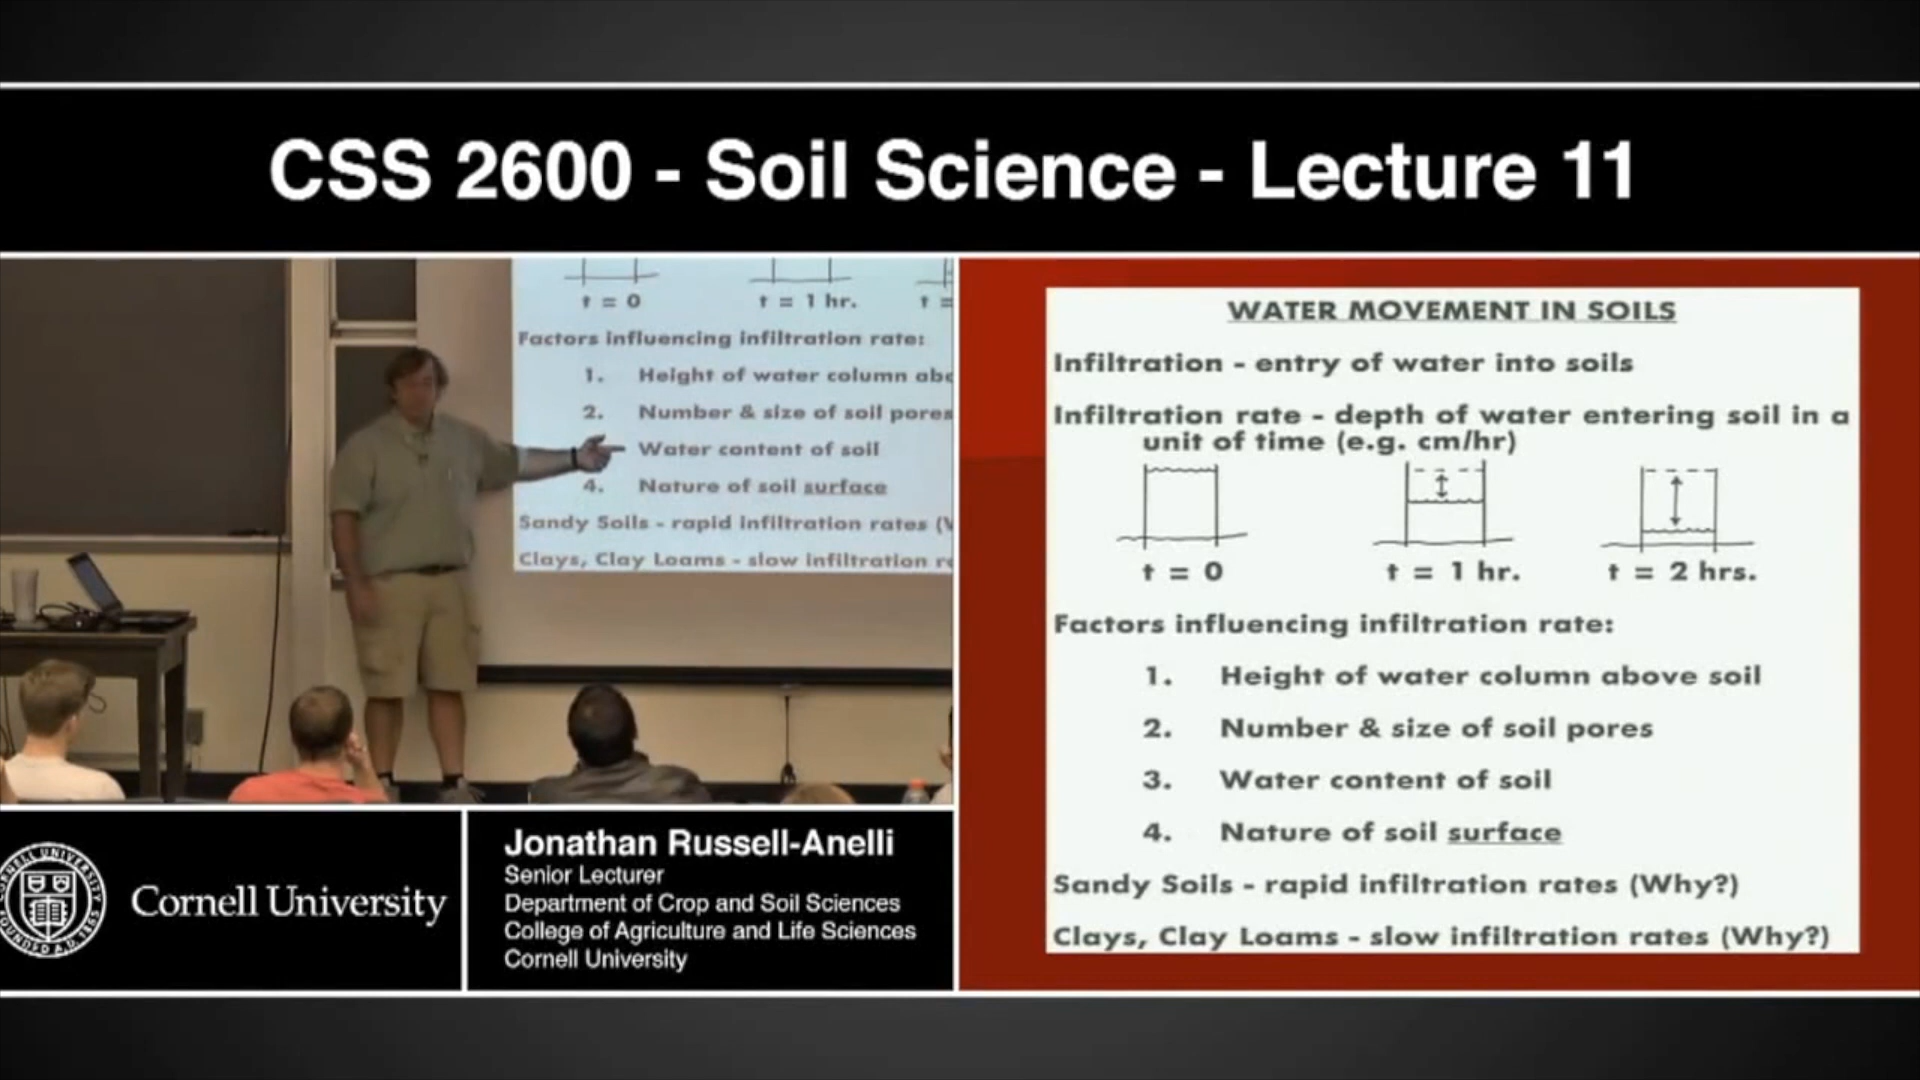 CSS 2600 - Soil Science - Lecture 11
t = 0
t = 1 hr.
t =
Factors influencing infiltration rate:
1. Height of water column abo
2. Number & size of soil pores
Water content of soil
4. Nature of soil surface
Sandy Soils - rapid infiltration rates (W
Clays, Clay Loams - slow infiltration ra
WATER MOVEMENT IN SOILS
Infiltration - entry of water into soils
Infiltration rate - depth of water entering soil in a
unit of time (e.g. cm/hr)
t = 0
t = 1 hr.
t = 2 hrs.
Factors influencing infiltration rate:
1. Height of water column above soil
2. Number & size of soil pores
3. Water content of soil
4. Nature of soil surface
Sandy Soils - rapid infiltration rates (Why?)
Clays, Clay Loams - slow infiltration rates (Why?)
Cornell University
Jonathan Russell-Anelli
Senior Lecturer
Department of Crop and Soil Sciences
College of Agriculture and Life Sciences
Cornell University